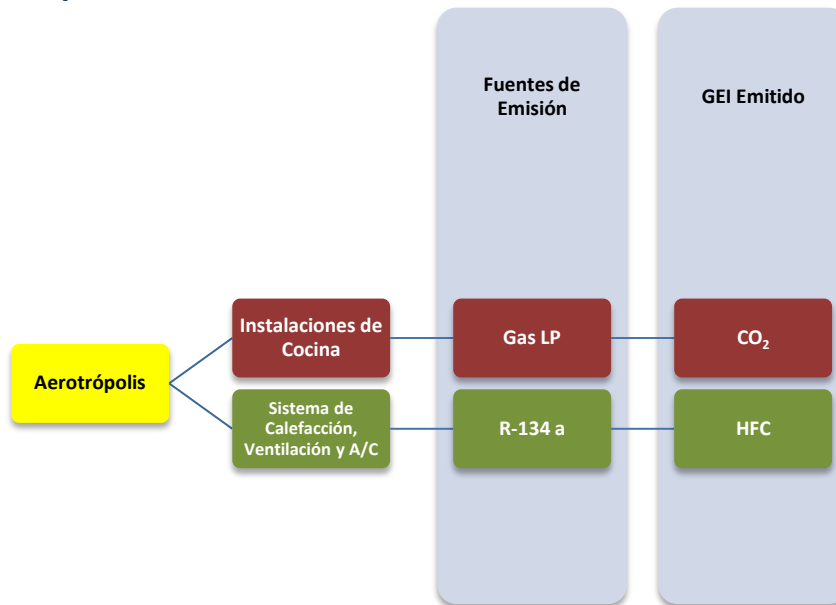 Fuentes de
Emisión
GEI Emitido
Instalaciones de
Cocina
Gas LP
CO₂
Aerotrópolis
Sistema de
Calefacción,
Ventilación y A/C
R-134 a
HFC